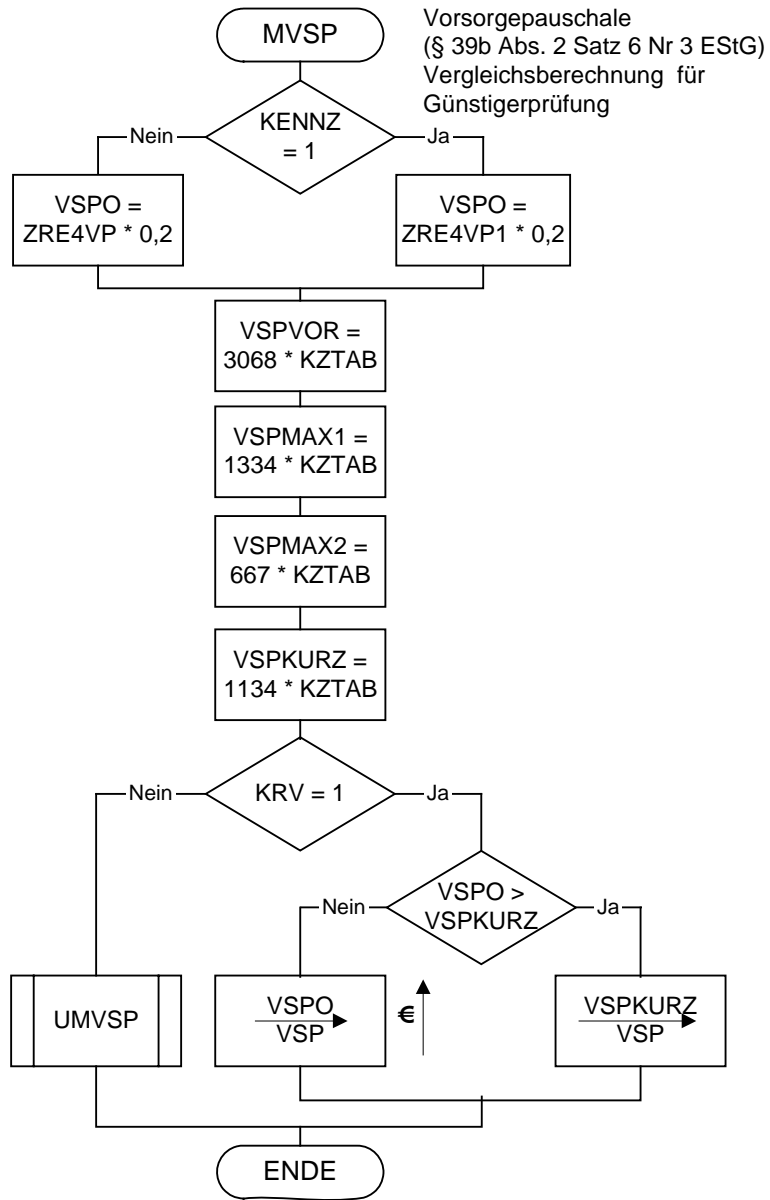 MVSP
Vorsorgepauschale
(§ 39b Abs. 2 Satz 6 Nr 3 EStG)
Vergleichsberechnung für
Günstigerprüfung
KENNZ
= 1
Nein
Ja
VSPO =
ZRE4VP * 0,2
VSPO =
ZRE4VP1 * 0,2
VSPVOR =
3068 * KZTAB
VSPMAX1 =
1334 * KZTAB
VSPMAX2 =
667 * KZTAB
VSPKURZ =
1134 * KZTAB
Nein
KRV = 1
Ja
Nein
VSPO >
VSPKURZ
Ja
UMVSP
VSPO
VSP
€
VSPKURZ
VSP
ENDE